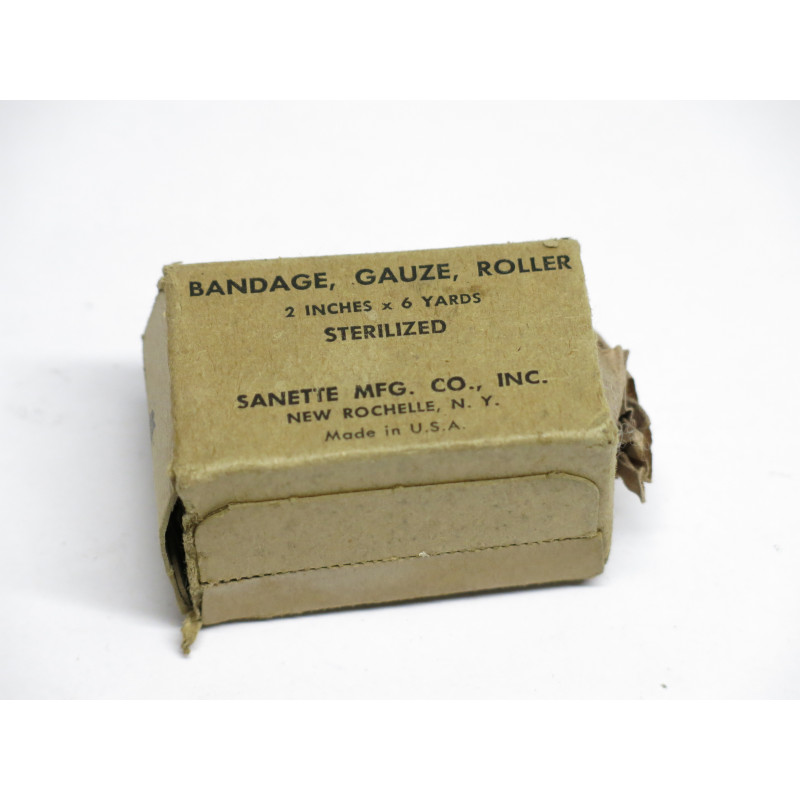 BANDAGE, GAUZE, ROLLER
2 INCHES x 6 YARDS
STERILIZED
SANETTE MFG. CO., INC.
NEW ROCHELLE, N. Y.
Made in U.S.A.